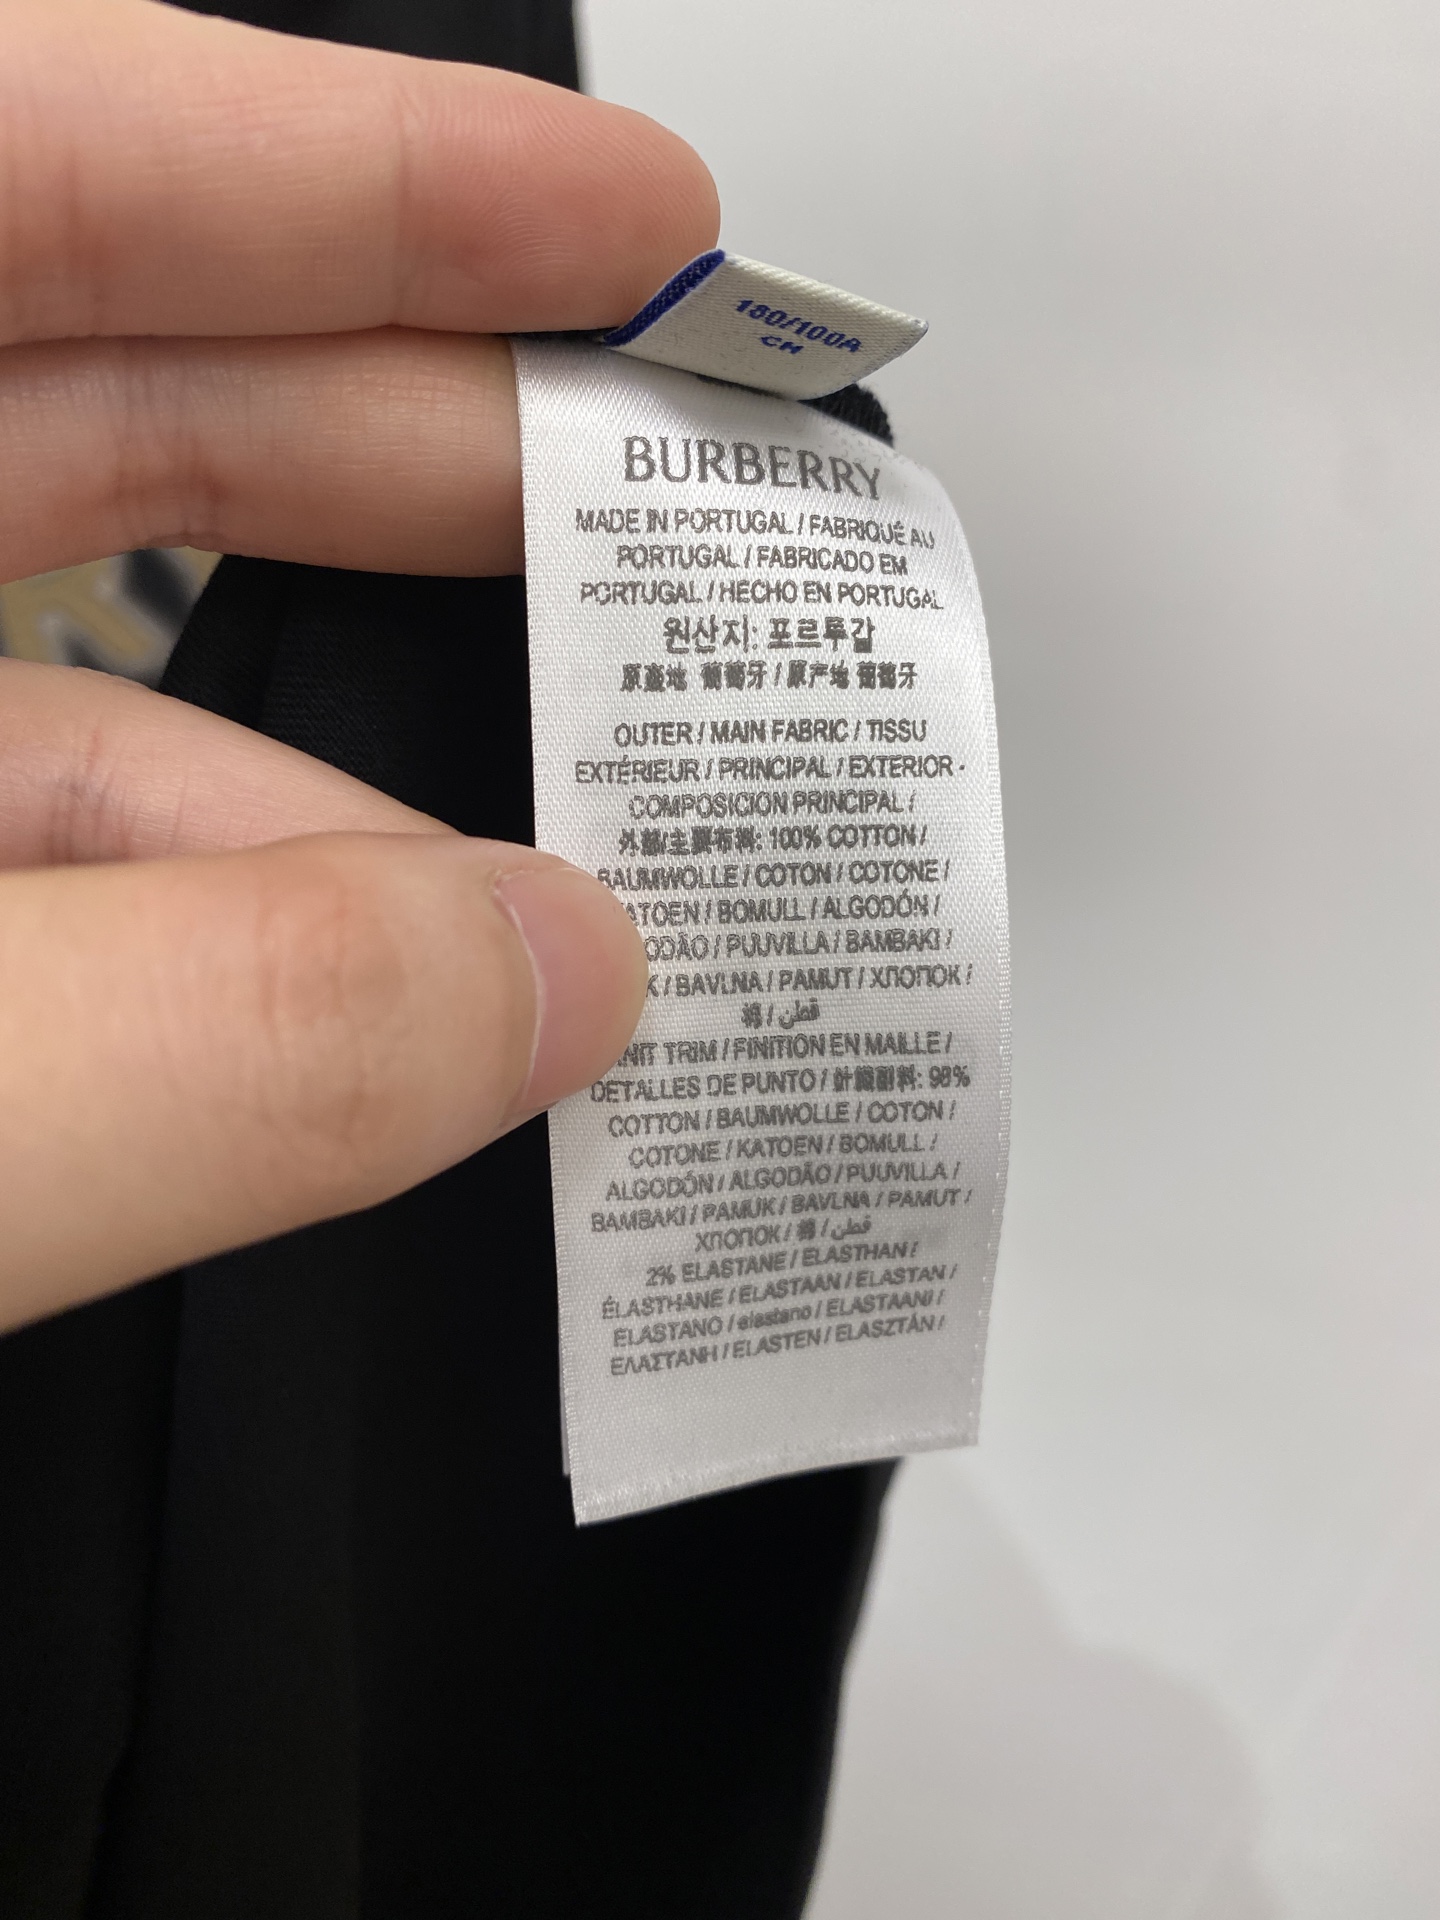 180/100A
CH
BURBERRY
MADE IN PORTUGAL / FABRIQUÉ AU
PORTUGAL / FABRICADO EM
PORTUGAL / HECHO EN PORTUGAL
원산지: 포르투갈
原產地 葡萄牙 / 原产地 葡萄牙
OUTER / MAIN FABRIC / TISSU
EXTÉRIEUR / PRINCIPAL / EXTERIOR -
COMPOSICION PRINCIPAL /
外部/主要布料: 100% COTTON /
BAUMWOLLE / COTON / COTONE /
ATOEN / BOMULL / ALGODÓN /
ODÃO / PUUVILLA / BAMBAKI /
K / BAVLNA / PAMUT / ХЛОПОК /
棉 / قطن
NIT TRIM / FINITION EN MAILLE /
DETALLES DE PUNTO / 針織副料: 98%
COTTON / BAUMWOLLE / COTON /
COTONE / KATOEN / BOMULL /
ALGODÓN / ALGODÃO / PUUVILLA /
BAMBAKI / PAMUK / BAVLNA / PAMUT /
ХЛОПОК / 棉 / قطن
2% ELASTANE / ELASTHAN /
ÉLASTHANE / ELASTAAN / ELASTAN /
ELASTANO / elastano / ELASTAANI /
ΕΛΑΣΤΑΝΗ / ELASTEN / ELASZTÁN /